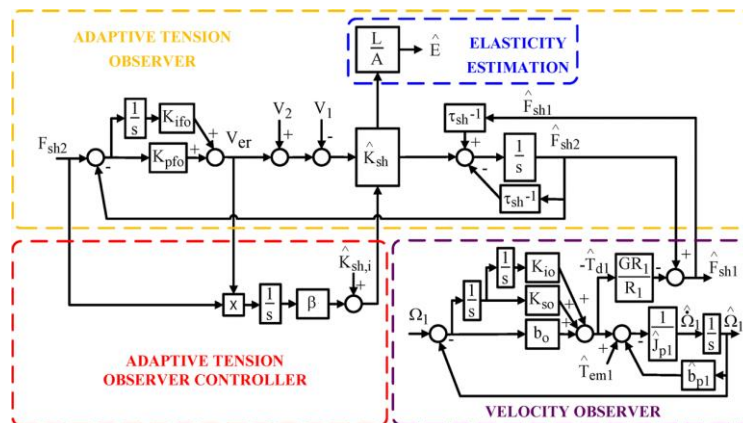 ADAPTIVE TENSION
OBSERVER
L
A
Ê
ELASTICITY
ESTIMATION
1
s
K_ifo
F_sh2
-
K_pfo
+
+
V_er
V_2
+
V_1
-
K̂_sh
τ_sh^-1
F̂_sh1
+
-
1
s
F̂_sh2
τ_sh^-1
K̂_sh,i
+
x
1
s
β
ADAPTIVE TENSION
OBSERVER CONTROLLER
1
s
K_io
1
s
K_so
+
+
+
Ω_1
-
b_o
-T̂_d1
GR_1
R_1
-
+
F̂_sh1
+
T̂_em1
-
1
Ĵ_p1
Ω̂̇_1
1
s
Ω̂_1
b̂_p1
VELOCITY OBSERVER